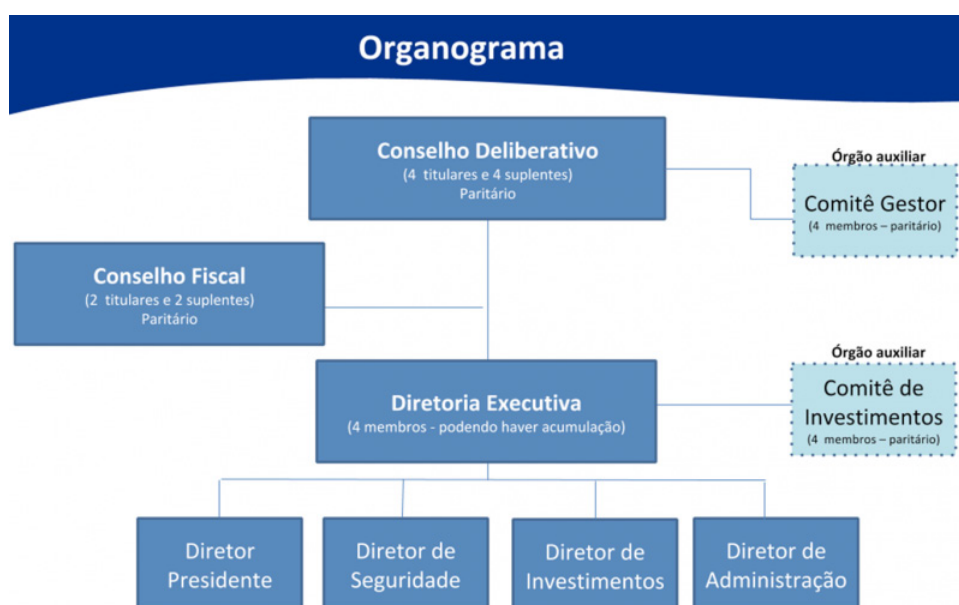 Organograma
Conselho Deliberativo
(4 titulares e 4 suplentes)
Paritário
Órgão auxiliar
Comitê Gestor
(4 membros – paritário)
Conselho Fiscal
(2 titulares e 2 suplentes)
Paritário
Diretoria Executiva
(4 membros - podendo haver acumulação)
Órgão auxiliar
Comitê de
Investimentos
(4 membros – paritário)
Diretor
Presidente
Diretor de
Seguridade
Diretor de
Investimentos
Diretor de
Administração